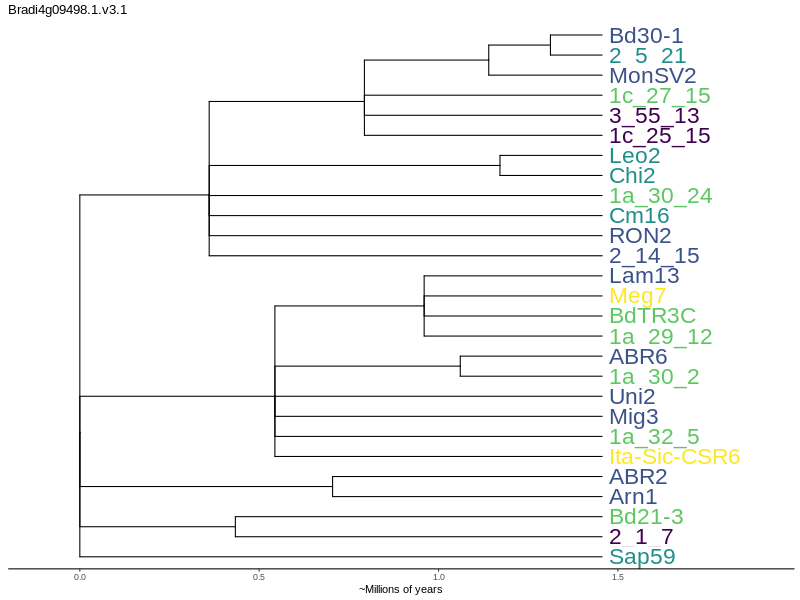 Bradi4g09498.1.v3.1
Bd30-1
2_5_21
MonSV2
1c_27_15
3_55_13
1c_25_15
Leo2
Chi2
1a_30_24
Cm16
RON2
2_14_15
Lam13
Meg7
BdTR3C
1a_29_12
ABR6
1a_30_2
Uni2
Mig3
1a_32_5
Ita-Sic-CSR6
ABR2
Arn1
Bd21-3
2_1_7
Sap59
0.0 0.5 1.0 1.5
~Millions of years